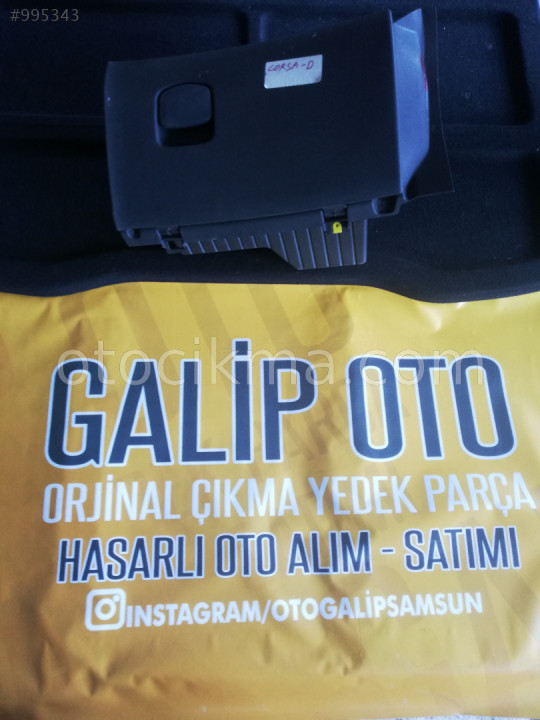 #995343
CORSA-D
otocikma.com
GALİP OTO
ORJİNAL ÇIKMA YEDEK PARÇA
HASARLI OTO ALIM - SATIMI
INSTAGRAM/OTOGALIPSAMSUN